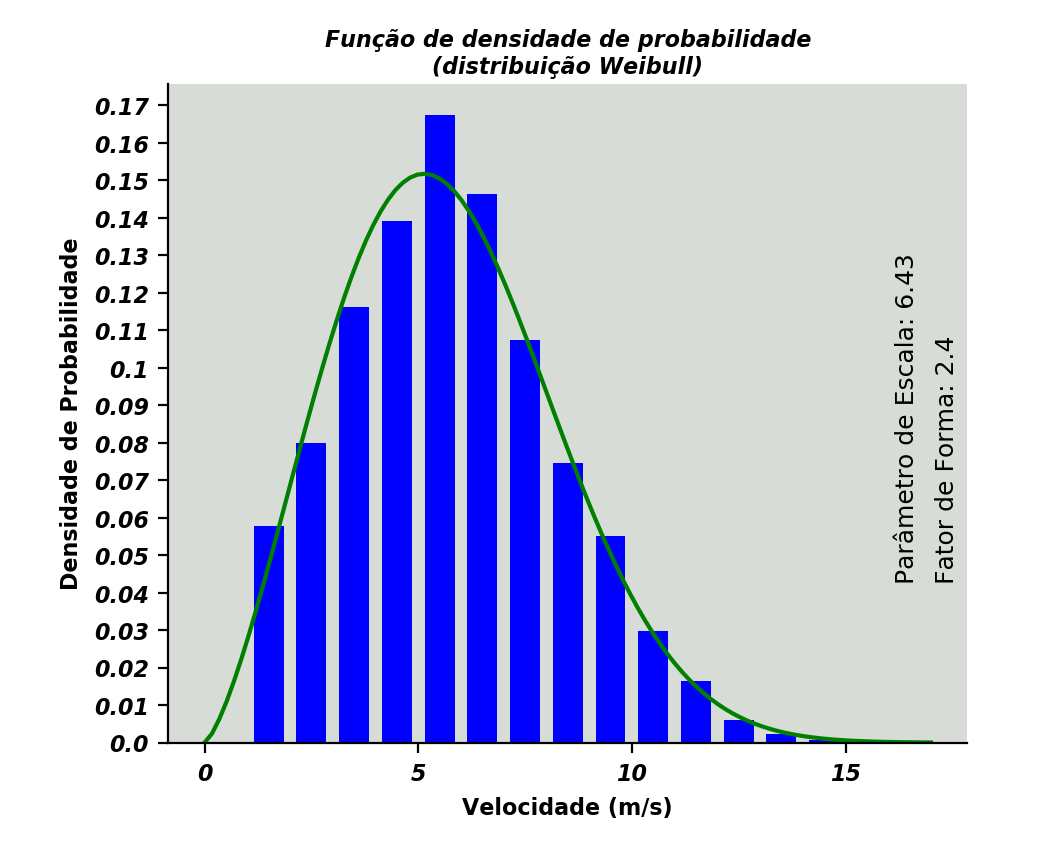 Função de densidade de probabilidade
(distribuição Weibull)
Densidade de Probabilidade
0.17
0.16
0.15
0.14
0.13
0.12
0.11
0.1
0.09
0.08
0.07
0.06
0.05
0.04
0.03
0.02
0.01
0.0
Parâmetro de Escala: 6.43
Fator de Forma: 2.4
0 5 10 15
Velocidade (m/s)